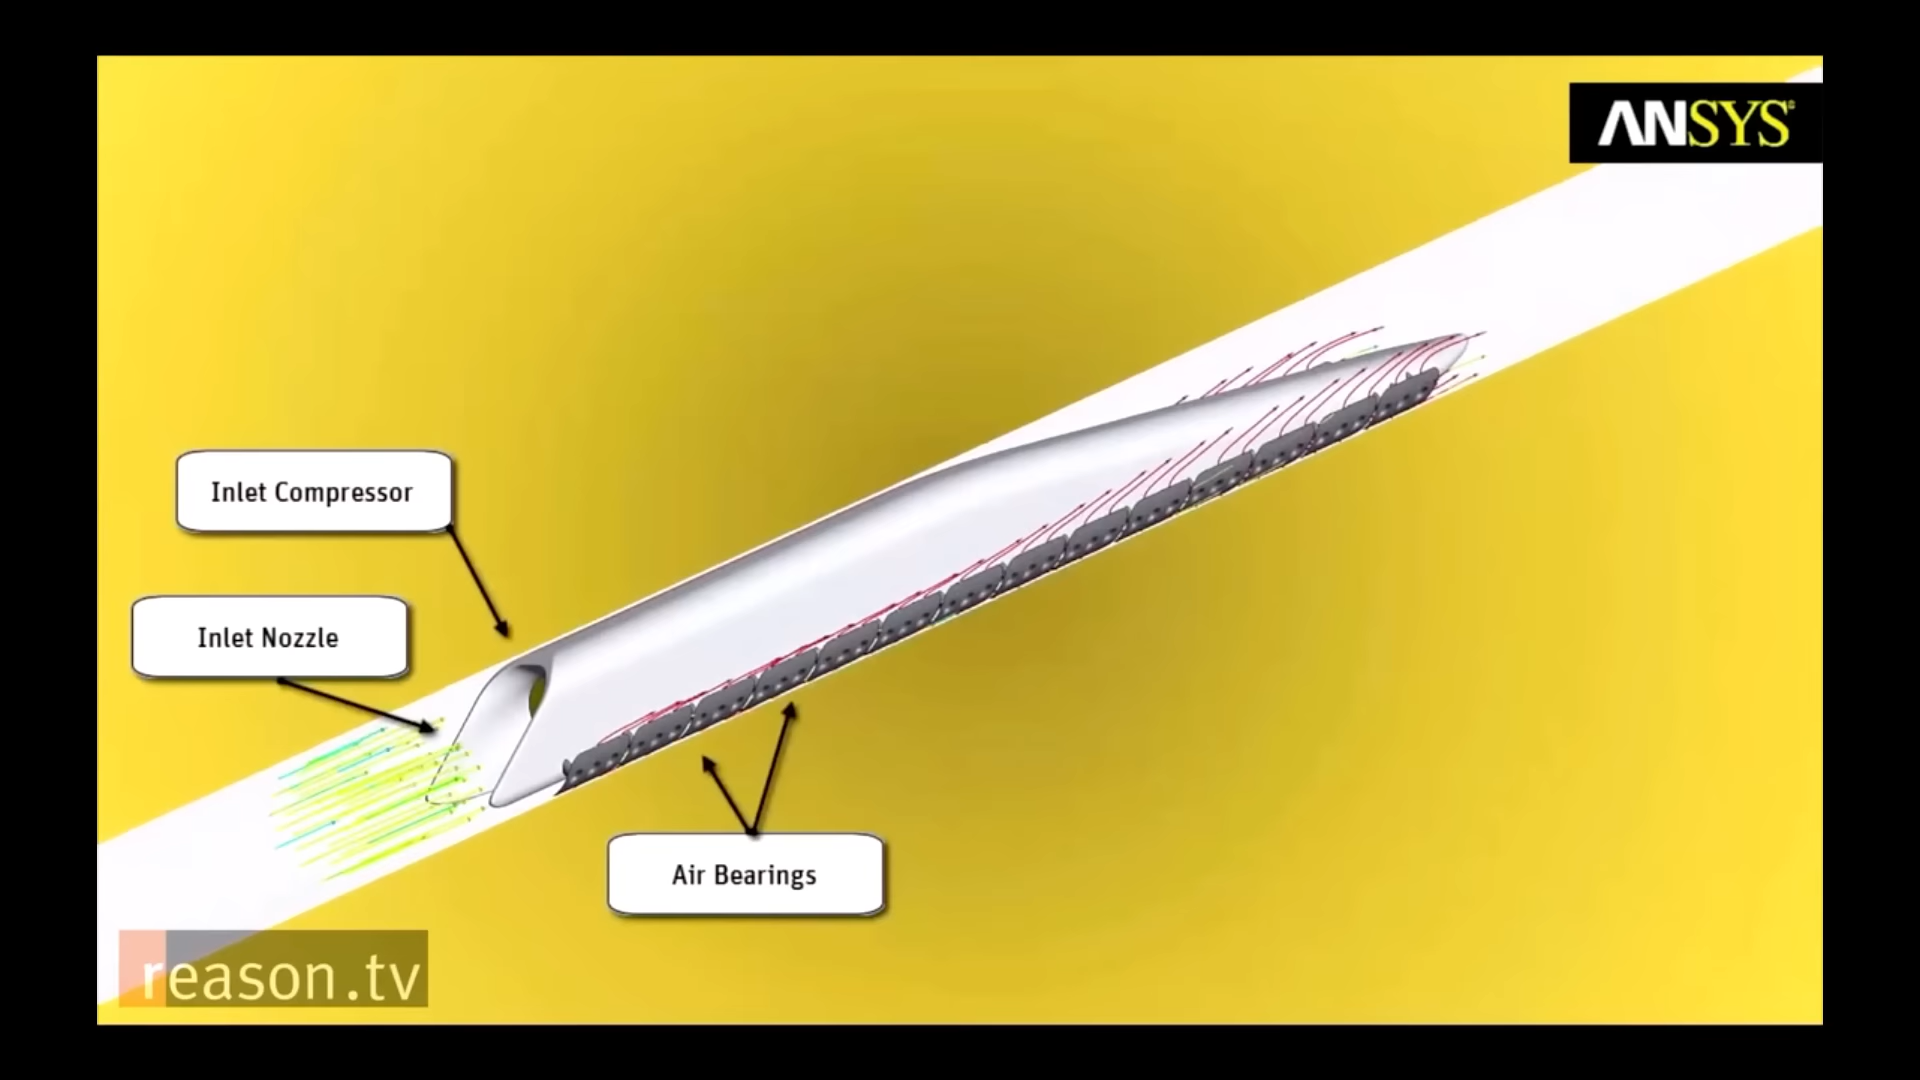 ANSYS
Inlet Compressor
Inlet Nozzle
Air Bearings
reason.tv